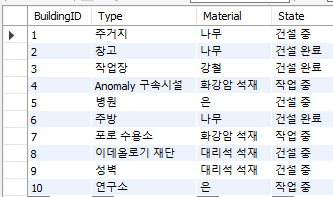 BuildingID Type Material State
1 주거지 나무 건설 중
2 창고 나무 건설 완료
3 작업장 강철 건설 완료
4 Anomaly 구속시설 화강암 석재 작업 중
5 병원 은 건설 중
6 주방 나무 건설 완료
7 포로 수용소 화강암 석재 작업 중
8 이데올로기 재단 대리석 석재 건설 중
9 성벽 대리석 석재 건설 중
10 연구소 은 작업 중